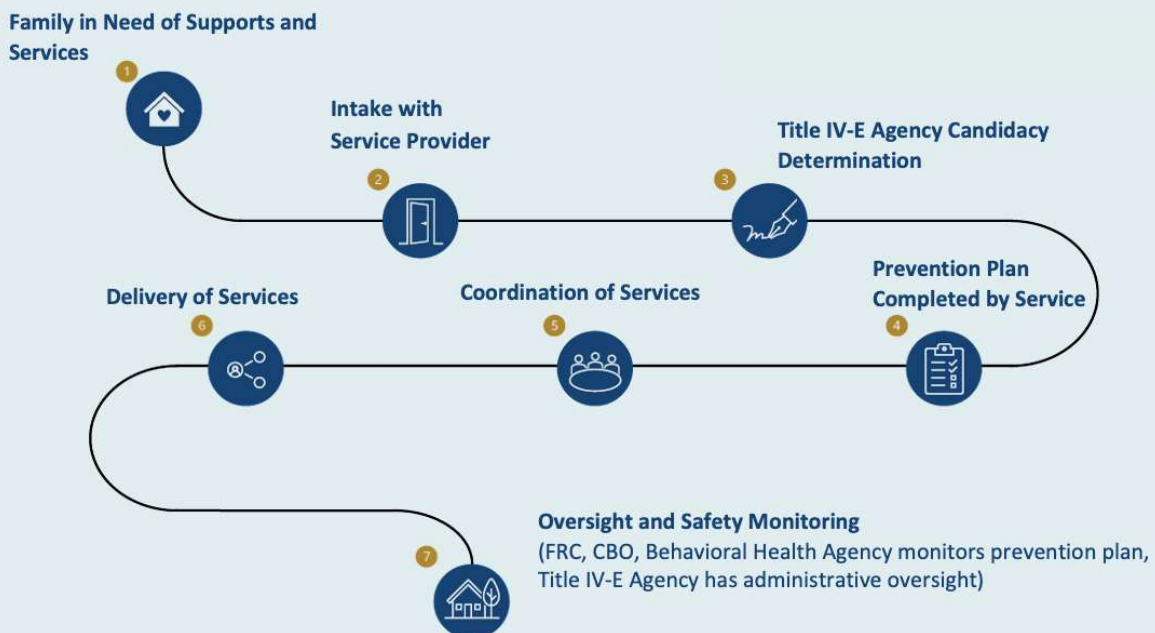 Family in Need of Supports and
Services
1
Intake with
Service Provider
2
Title IV-E Agency Candidacy
Determination
3
Prevention Plan
Completed by Service
4
Coordination of Services
5
Delivery of Services
6
Oversight and Safety Monitoring
(FRC, CBO, Behavioral Health Agency monitors prevention plan,
Title IV-E Agency has administrative oversight)
7